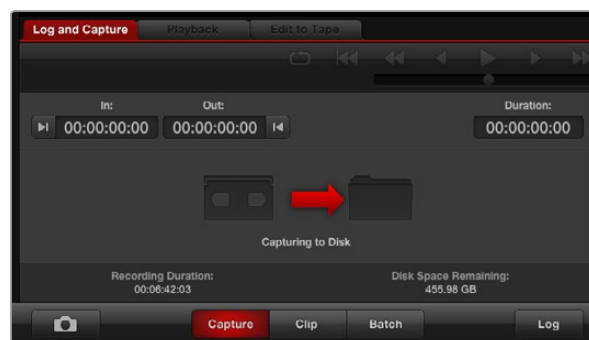 Log and Capture Playback Edit to Tape
In: Out: Duration:
00:00:00:00 00:00:00:00 00:00:00:00
Capturing to Disk
Recording Duration: Disk Space Remaining:
00:06:42:03 455.98 GB
Capture Clip Batch Log